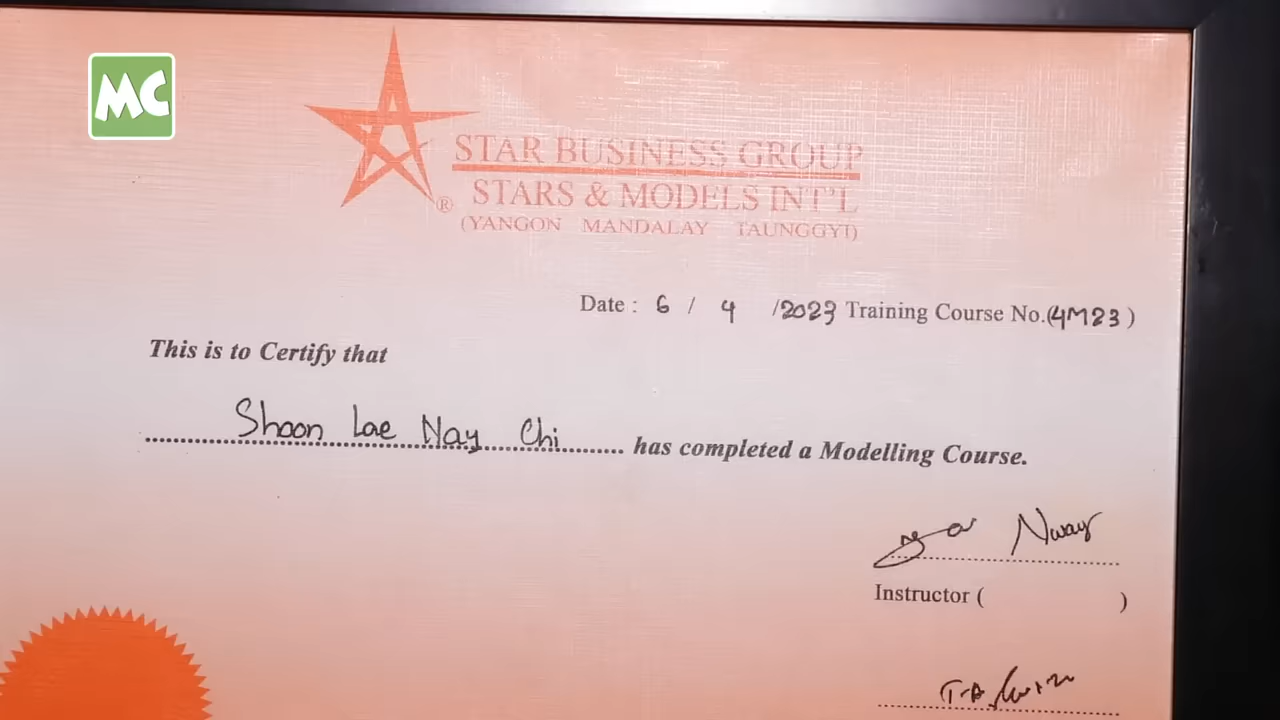 MC
STAR BUSINESS GROUP
STARS & MODELS INT'L
®
(YANGON MANDALAY TAUNGGYI)
Date : 6 / 4 /2023 Training Course No.(4M23)
This is to Certify that
Shoon Lae Nay Chi has completed a Modelling Course.
Nway
Instructor ( )